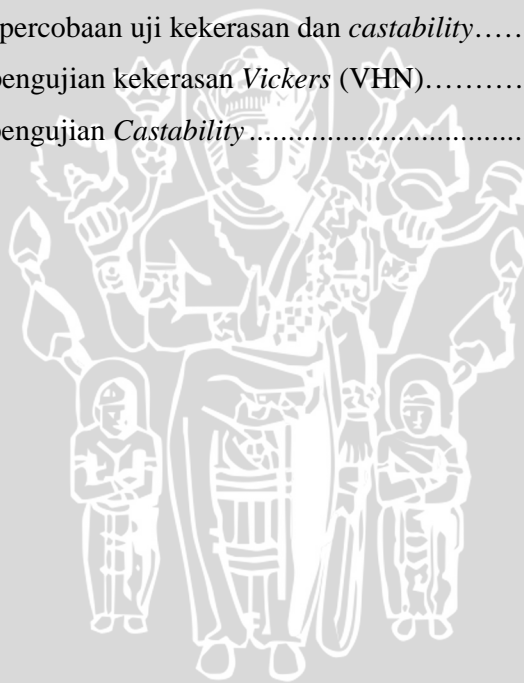 percobaan uji kekerasan dan castability…..
pengujian kekerasan Vickers (VHN)……….
pengujian Castability...................................